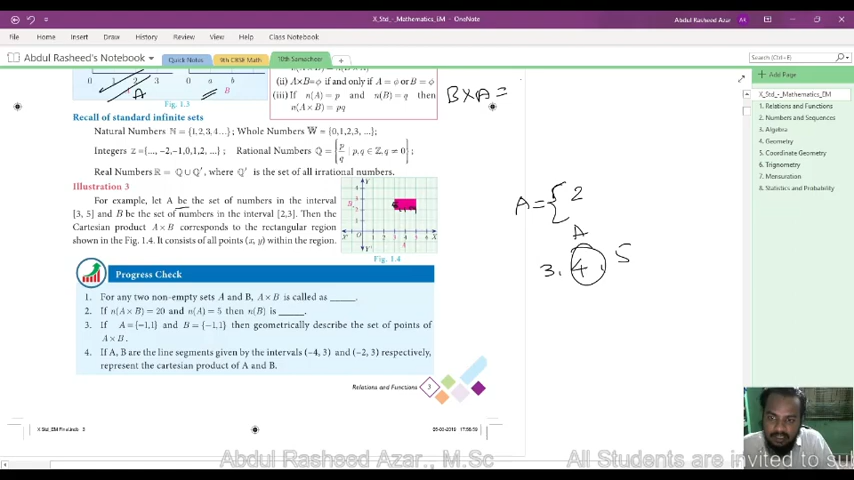 X_Std_-_Mathematics_EM - OneNote
Abdul Rasheed Azar
File Home Insert Draw History Review View Help Class Notebook
Abdul Rasheed's Notebook Quick Notes 9th CBSE Math 10th Samacheer +
Search (Ctrl+E)
Add Page
X_Std_-_Mathematics_EM
1. Relations and Functions
2. Numbers and Sequences
3. Algebra
4. Geometry
5. Coordinate Geometry
6. Trigonometry
7. Mensuration
8. Statistics and Probability
0 1 2 3
0 a b
A B
Fig. 1.3
(ii) A×B=ϕ if and only if A = ϕ or B = ϕ
(iii) If n(A) = p and n(B) = q then
n(A × B) = pq
B×A =
Recall of standard infinite sets
Natural Numbers ℕ = {1,2,3,4…} ; Whole Numbers 𝕎 = {0,1,2,3, …};
Integers ℤ ={…, −2,−1,0,1,2, …} ; Rational Numbers ℚ = {p/q | p,q ∈ ℤ,q ≠ 0};
Real Numbers ℝ = ℚ ∪ ℚ′, where ℚ′ is the set of all irrational numbers.
Illustration 3
For example, let A be the set of numbers in the interval
[3, 5] and B be the set of numbers in the interval [2,3]. Then the
Cartesian product A×B corresponds to the rectangular region
shown in the Fig. 1.4. It consists of all points (x, y) within the region.
Fig. 1.4
A = { 2
A
3. 4. 5
Progress Check
1. For any two non-empty sets A and B, A×B is called as _____.
2. If n(A×B) = 20 and n(A) = 5 then n(B) is _____.
3. If A = {−1,1} and B = {−1,1} then geometrically describe the set of points of
A×B.
4. If A, B are the line segments given by the intervals (−4, 3) and (−2, 3) respectively,
represent the cartesian product of A and B.
Relations and Functions 3
Abdul Rasheed Azar., M.Sc All Students are invited to sub